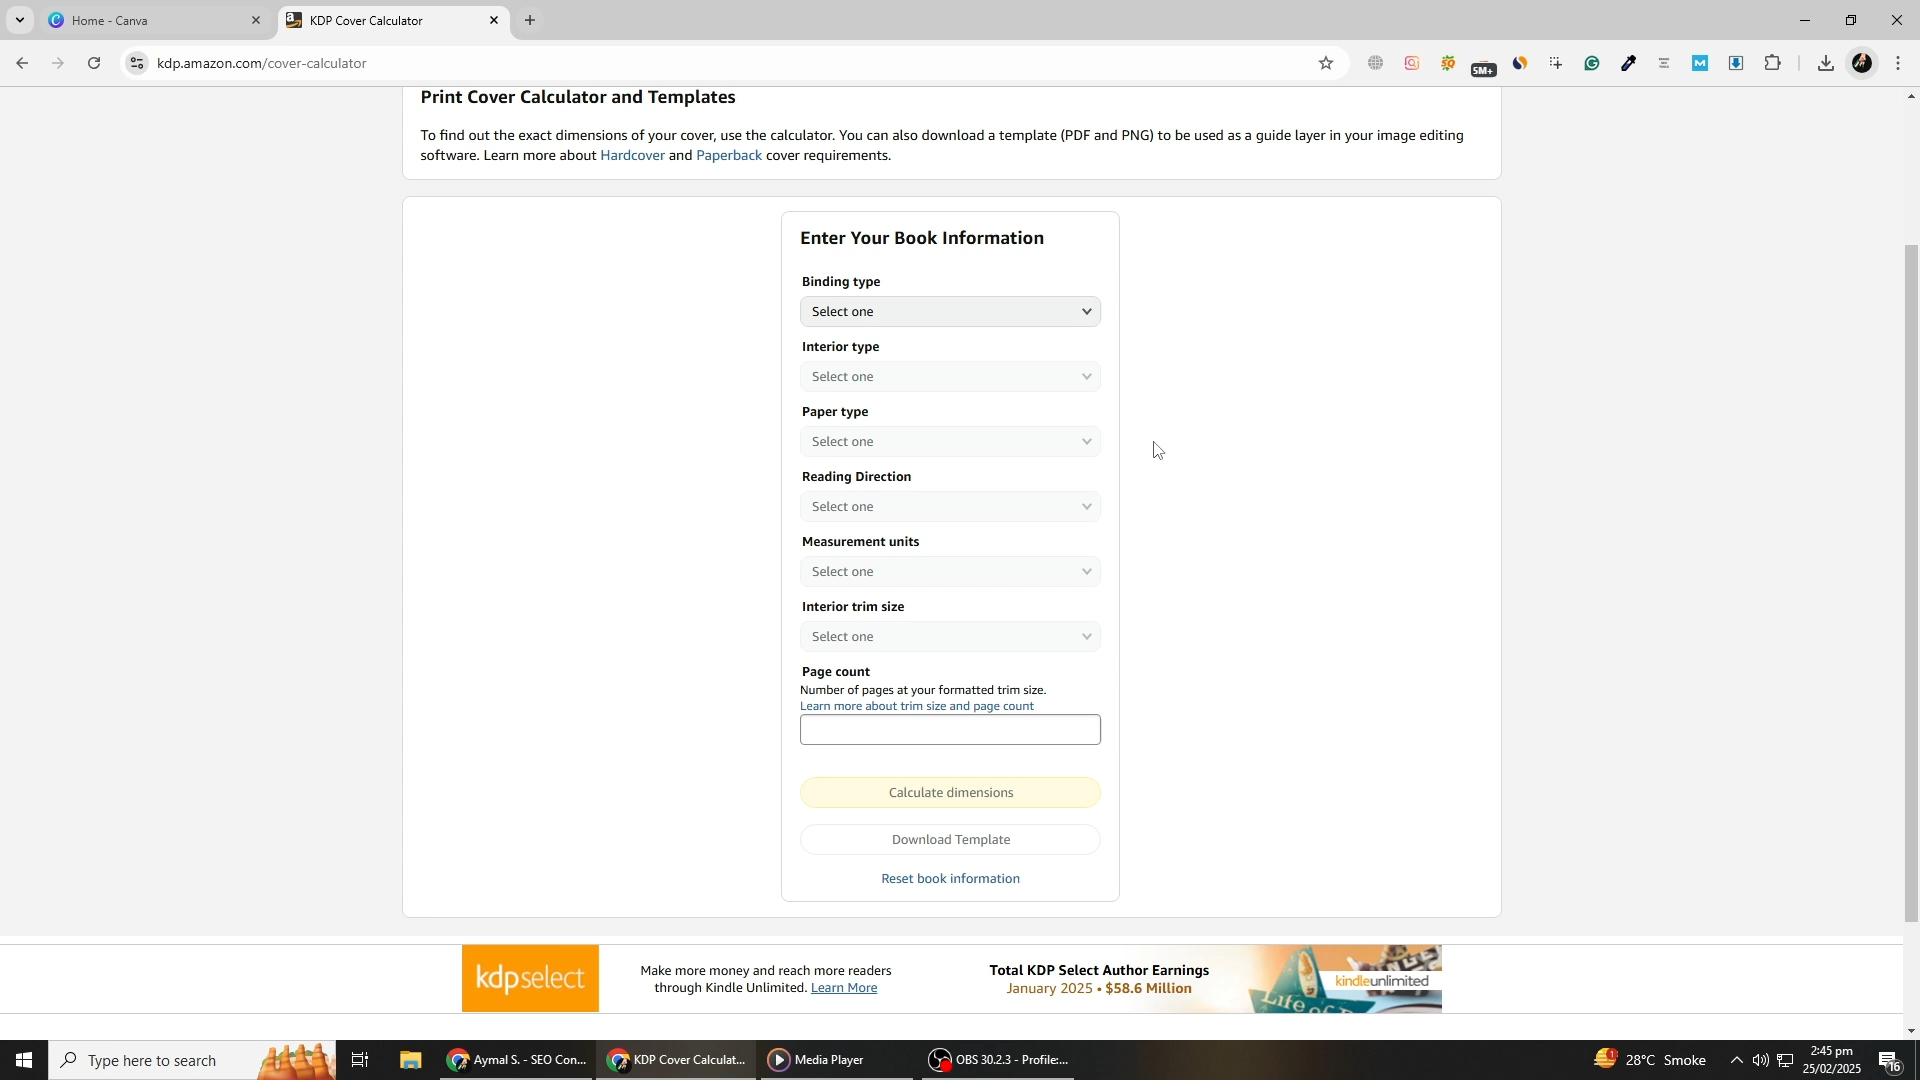 Home - Canva
KDP Cover Calculator
kdp.amazon.com/cover-calculator
5M+
Print Cover Calculator and Templates
To find out the exact dimensions of your cover, use the calculator. You can also download a template (PDF and PNG) to be used as a guide layer in your image editing
software. Learn more about Hardcover and Paperback cover requirements.
Enter Your Book Information
Binding type
Select one
Interior type
Select one
Paper type
Select one
Reading Direction
Select one
Measurement units
Select one
Interior trim size
Select one
Page count
Number of pages at your formatted trim size.
Learn more about trim size and page count
Calculate dimensions
Download Template
Reset book information
kdpselect
Make more money and reach more readers
through Kindle Unlimited. Learn More
Total KDP Select Author Earnings
January 2025 • $58.6 Million
Life of
kindleunlimited
Type here to search
Aymal S. - SEO Con...
KDP Cover Calculat...
Media Player
OBS 30.2.3 - Profile:...
28°C Smoke
2:45 pm
25/02/2025
16